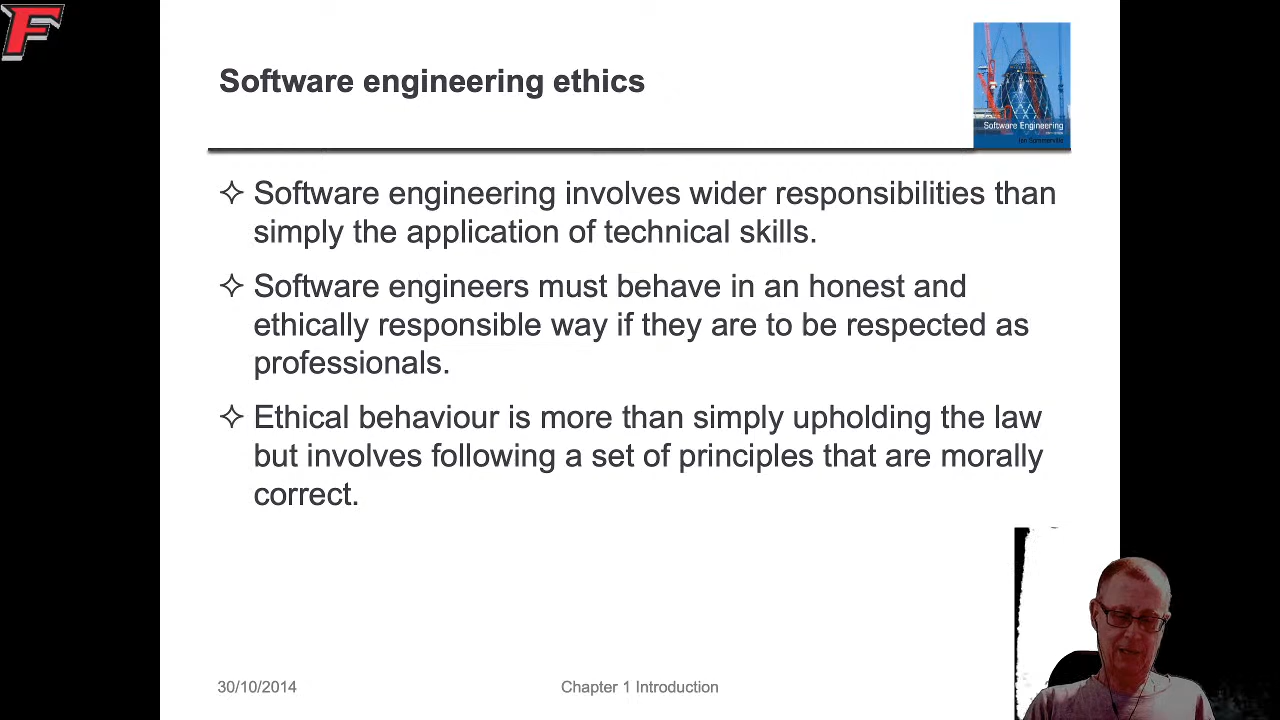 F
Software engineering ethics
Software Engineering
Ian Sommerville
✧ Software engineering involves wider responsibilities than
simply the application of technical skills.
✧ Software engineers must behave in an honest and
ethically responsible way if they are to be respected as
professionals.
✧ Ethical behaviour is more than simply upholding the law
but involves following a set of principles that are morally
correct.
30/10/2014
Chapter 1 Introduction